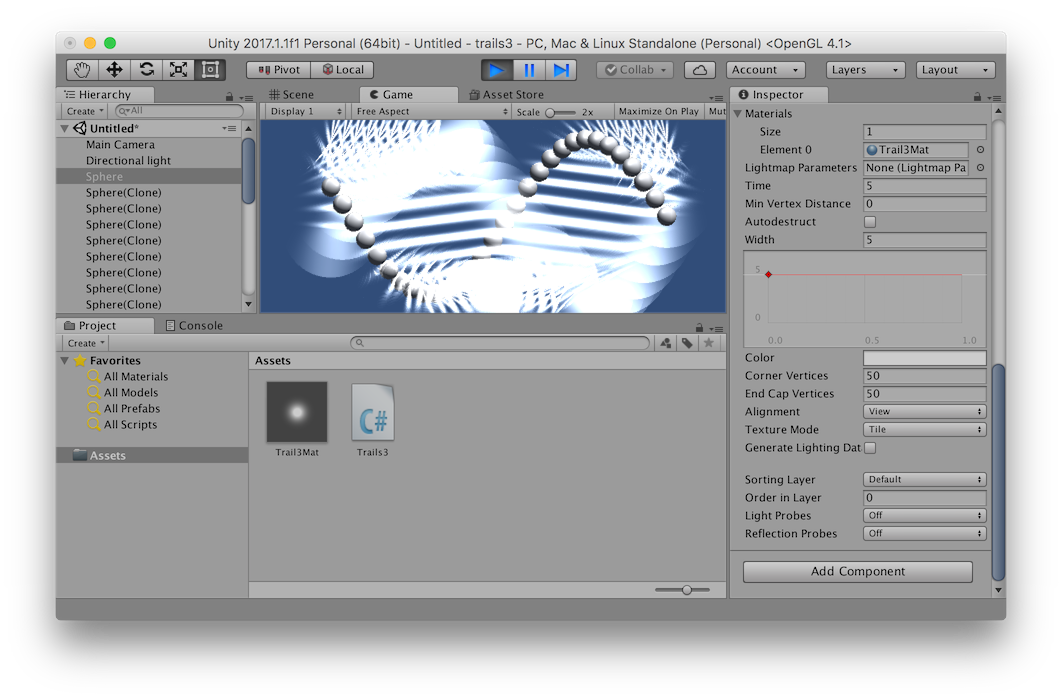 Unity 2017.1.1f1 Personal (64bit) - Untitled - trails3 - PC, Mac & Linux Standalone (Personal) <OpenGL 4.1>
Pivot Local Collab Account Layers Layout
Hierarchy
Create All
Untitled*
Main Camera
Directional light
Sphere
Sphere(Clone)
Sphere(Clone)
Sphere(Clone)
Sphere(Clone)
Sphere(Clone)
Sphere(Clone)
Sphere(Clone)
Sphere(Clone)
Scene Game Asset Store
Display 1 Free Aspect Scale 2x Maximize On Play Mut
Project Console
Create
Favorites
All Materials
All Models
All Prefabs
All Scripts
Assets
Assets
C#
Trail3Mat Trails3
Inspector
Materials
Size 1
Element 0 Trail3Mat
Lightmap Parameters None (Lightmap Pa
Time 5
Min Vertex Distance 0
Autodestruct
Width 5
5
0
0.0 0.5 1.0
Color
Corner Vertices 50
End Cap Vertices 50
Alignment View
Texture Mode Tile
Generate Lighting Dat
Sorting Layer Default
Order in Layer 0
Light Probes Off
Reflection Probes Off
Add Component